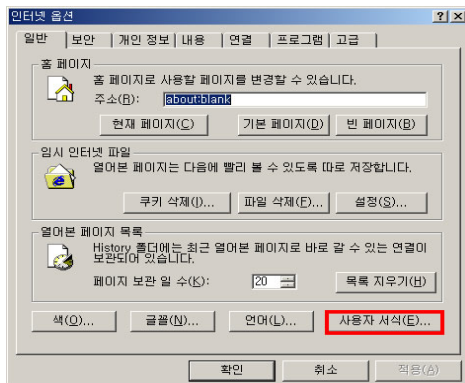 인터넷 옵션
일반 보안 개인 정보 내용 연결 프로그램 고급
홈 페이지
홈 페이지로 사용할 페이지를 변경할 수 있습니다.
주소(R): about:blank
현재 페이지(C) 기본 페이지(D) 빈 페이지(B)
임시 인터넷 파일
열어본 페이지는 다음에 빨리 볼 수 있도록 따로 저장합니다.
쿠키 삭제(I)... 파일 삭제(F)... 설정(S)...
열어본 페이지 목록
History 폴더에는 최근 열어본 페이지로 바로 갈 수 있는 연결이
보관되어 있습니다.
페이지 보관 일 수(K): 20 목록 지우기(H)
색(O)... 글꼴(N)... 언어(L)... 사용자 서식(E)...
확인 취소 적용(A)